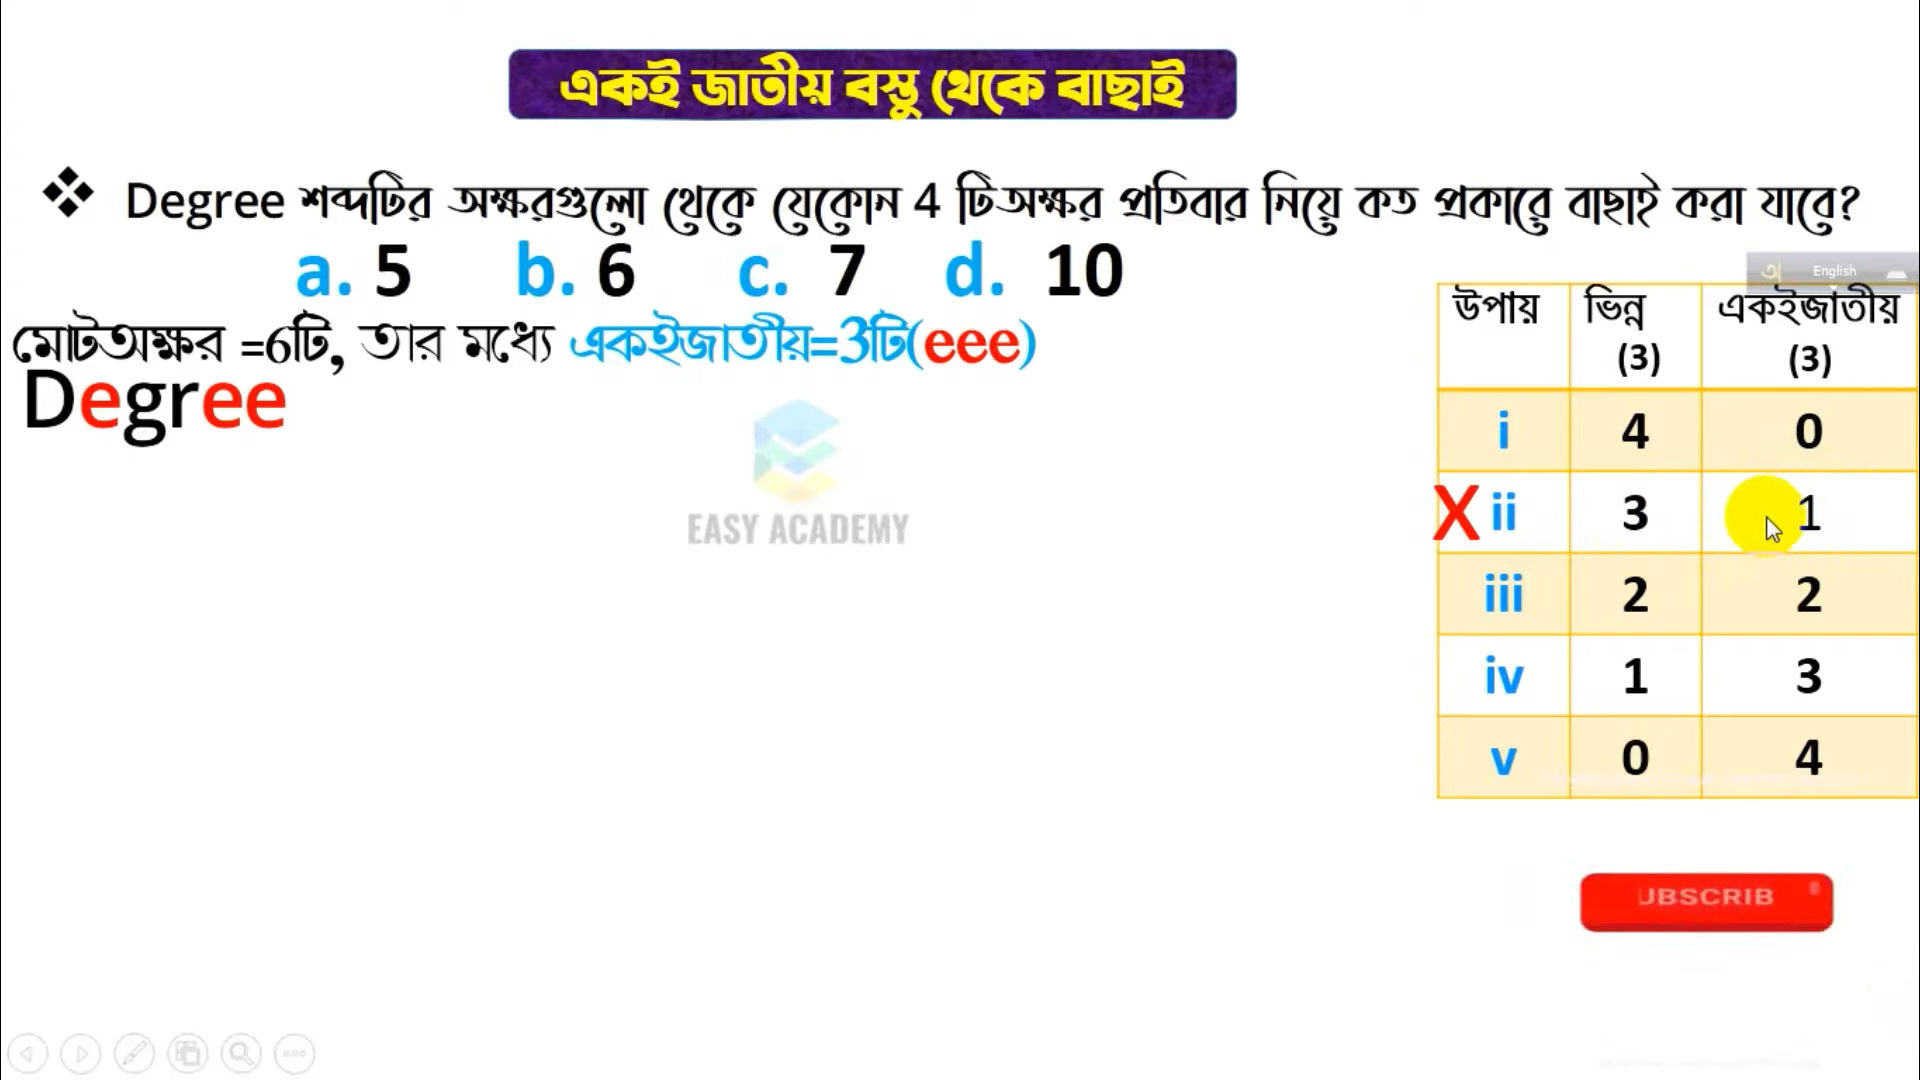 একই জাতীয় বস্তু থেকে বাছাই
❖ Degree শব্দটির অক্ষরগুলো থেকে যেকোন 4 টিঅক্ষর প্রতিবার নিয়ে কত প্রকারে বাছাই করা যাবে?
a. 5 b. 6 c. 7 d. 10
অ English
মোটঅক্ষর =6টি, তার মধ্যে একইজাতীয়=3টি(eee)
Degree
EASY ACADEMY
উপায় ভিন্ন (3) একইজাতীয় (3)
i 4 0
X ii 3 1
iii 2 2
iv 1 3
v 0 4
UBSCRIB